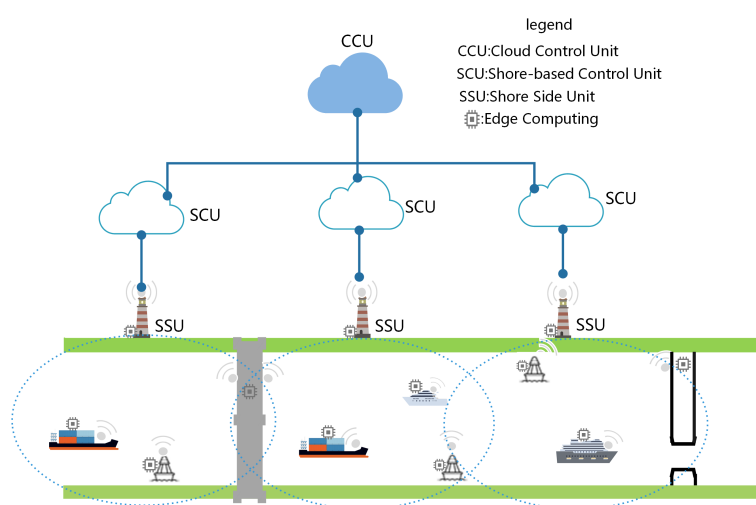 legend
CCU
CCU:Cloud Control Unit
SCU:Shore-based Control Unit
SSU:Shore Side Unit
:Edge Computing
SCU
SCU
SCU
SSU
SSU
SSU